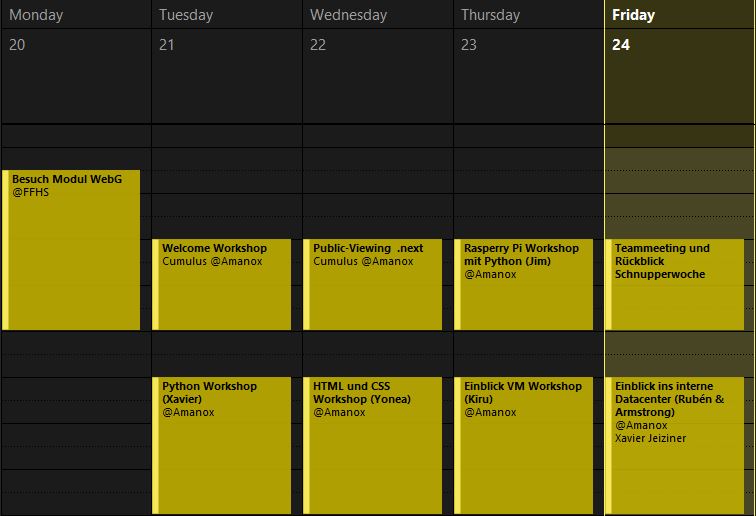 Monday
Tuesday
Wednesday
Thursday
Friday
20
21
22
23
24
Besuch Modul WebG
@FFHS
Welcome Workshop
Cumulus @Amanox
Public-Viewing .next
Cumulus @Amanox
Rasperry Pi Workshop
mit Python (Jim)
@Amanox
Teammeeting und
Rückblick
Schnupperwoche
Python Workshop
(Xavier)
@Amanox
HTML und CSS
Workshop (Yonea)
@Amanox
Einblick VM Workshop
(Kiru)
@Amanox
Einblick ins interne
Datacenter (Rubén &
Armstrong)
@Amanox
Xavier Jeiziner